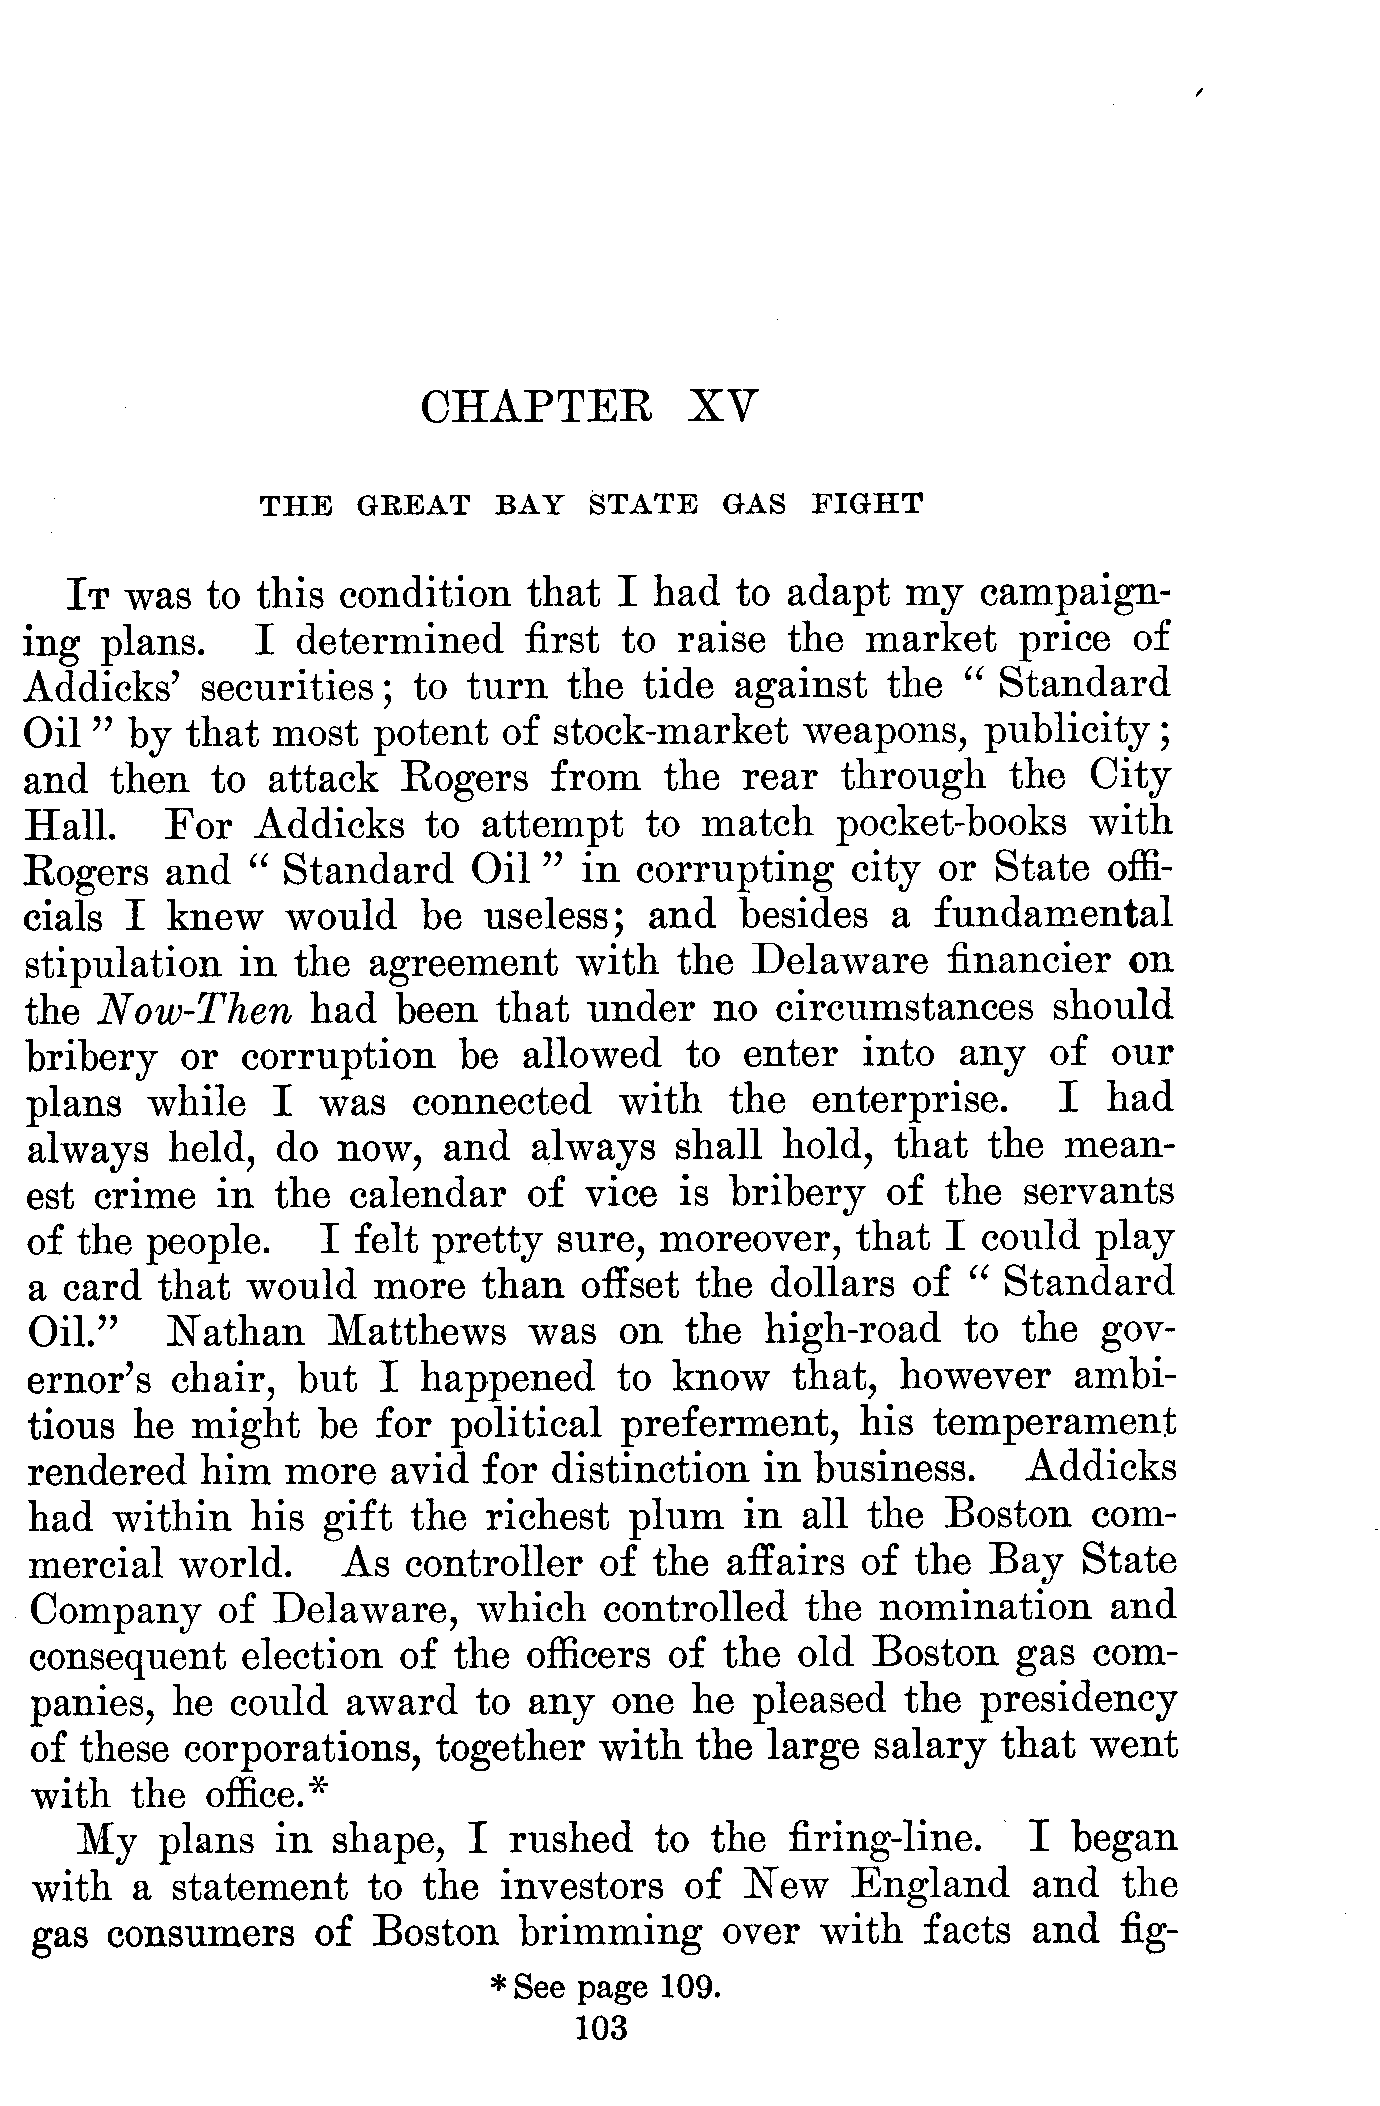 CHAPTER XV
THE GREAT BAY STATE GAS FIGHT
IT was to this condition that I had to adapt my campaign-
ing plans. I determined first to raise the market price of
Addicks' securities; to turn the tide against the “ Standard
Oil ” by that most potent of stock-market weapons, publicity;
and then to attack Rogers from the rear through the City
Hall. For Addicks to attempt to match pocket-books with
Rogers and “ Standard Oil ” in corrupting city or State offi-
cials I knew would be useless; and besides a fundamental
stipulation in the agreement with the Delaware financier on
the Now-Then had been that under no circumstances should
bribery or corruption be allowed to enter into any of our
plans while I was connected with the enterprise. I had
always held, do now, and always shall hold, that the mean-
est crime in the calendar of vice is bribery of the servants
of the people. I felt pretty sure, moreover, that I could play
a card that would more than offset the dollars of “ Standard
Oil.” Nathan Matthews was on the high-road to the gov-
ernor's chair, but I happened to know that, however ambi-
tious he might be for political preferment, his temperament
rendered him more avid for distinction in business. Addicks
had within his gift the richest plum in all the Boston com-
mercial world. As controller of the affairs of the Bay State
Company of Delaware, which controlled the nomination and
consequent election of the officers of the old Boston gas com-
panies, he could award to any one he pleased the presidency
of these corporations, together with the large salary that went
with the office.*
My plans in shape, I rushed to the firing-line. I began
with a statement to the investors of New England and the
gas consumers of Boston brimming over with facts and fig-
* See page 109.
103